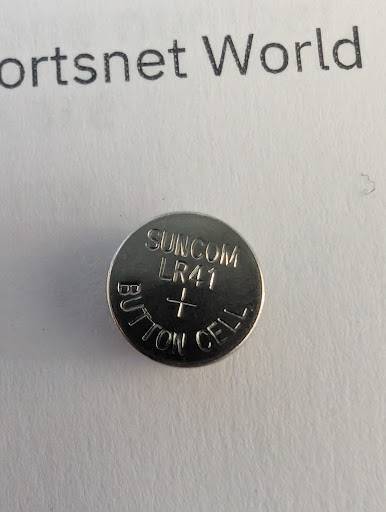 ortsnet World
SUNCOM
LR41
+
BUTTON CELL